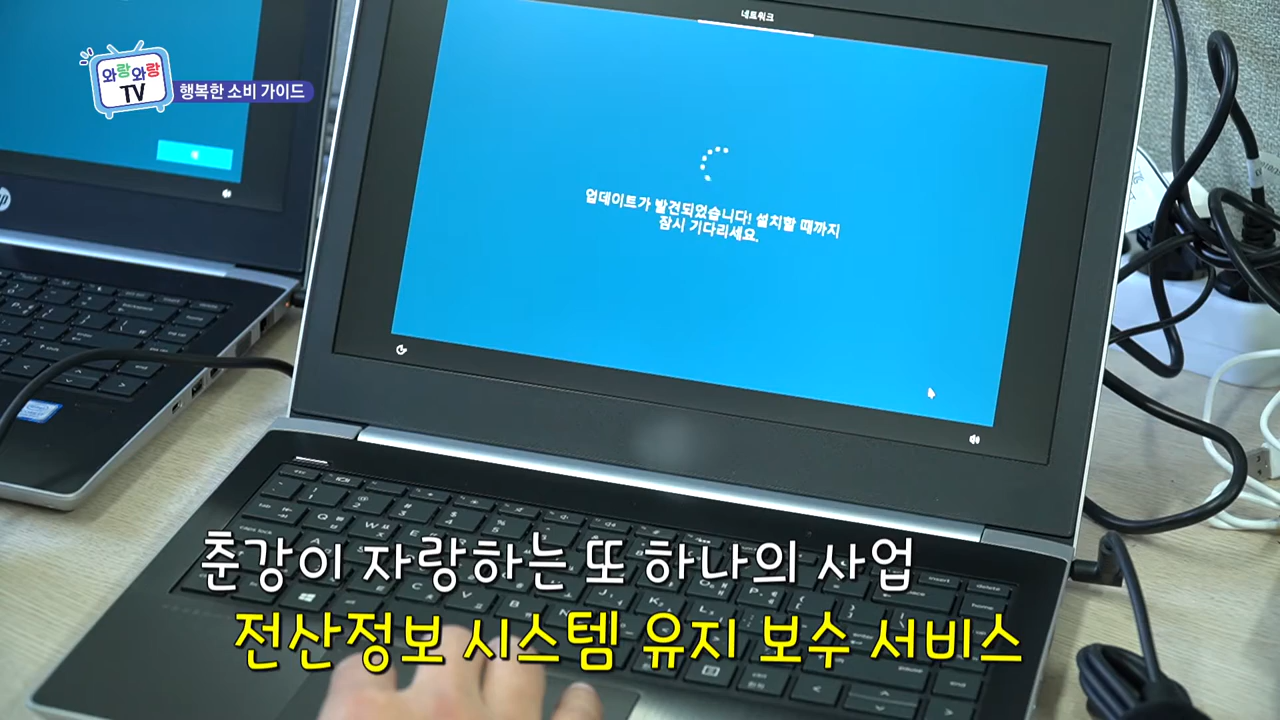 네트워크
와랑와랑
TV
행복한 소비 가이드
업데이트가 발견되었습니다! 설치할 때까지
잠시 기다리세요.
춘강이 자랑하는 또 하나의 사업
전산정보 시스템 유지 보수 서비스